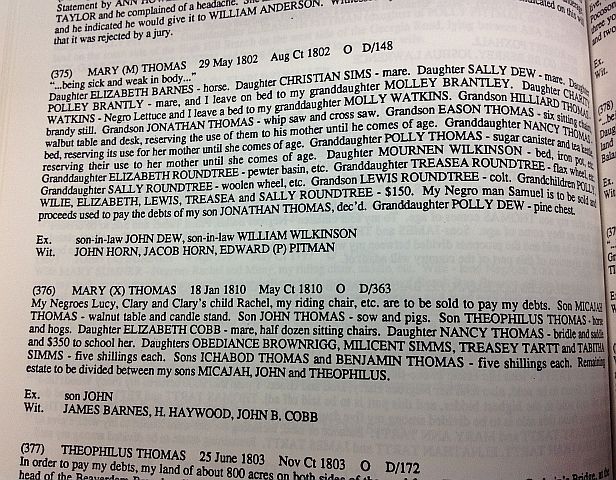 Statement by ANN
TAYLOR and he complained of a headache.
and he indicated he would give it to WILLIAM ANDERSON.
that it was rejected by a jury.
(375) MARY (M) THOMAS 29 May 1802 Aug Ct 1802 O D/148
"...being sick and weak in body..."
Daughter ELIZABETH BARNES - horse. Daughter CHRISTIAN SIMS - mare. Daughter SALLY DEW - mare. Daughter
POLLEY BRANTLY - mare, and I leave on bed to my granddaughter MOLLEY BRANTLEY. Daughter CHARITY
WATKINS - Negro Lettuce and I leave a bed to my granddaughter MOLLY WATKINS. Grandson HILLIARD THOMAS
brandy still. Grandson JONATHAN THOMAS - whip saw and cross saw. Grandson EASON THOMAS - six sitting
walbut table and desk, reserving the use of them to his mother until he comes of age. Granddaughter NANCY THOMAS
bed, reserving its use for her mother until she comes of age. Granddaughter POLLY THOMAS - sugar canister and tea
reserving their use to her mother until she comes of age. Daughter MOURNEN WILKINSON - bed, iron pot,
Granddaughter ELIZABETH ROUNDTREE - pewter basin, etc. Granddaughter TREASEA ROUNDTREE - flax wheel,
Granddaughter SALLY ROUNDTREE - woolen wheel, etc. Grandson LEWIS ROUNDTREE - colt. Grandchildren POLLY,
WILIE, ELIZABETH, LEWIS, TREASEA and SALLY ROUNDTREE - $150. My Negro man Samuel is to be sold and
proceeds used to pay the debts of my son JONATHAN THOMAS, dec'd. Granddaughter POLLY DEW - pine chest.
Ex. son-in-law JOHN DEW, son-in-law WILLIAM WILKINSON
Wit. JOHN HORN, JACOB HORN, EDWARD (P) PITMAN
(376) MARY (X) THOMAS 18 Jan 1810 May Ct 1810 O D/363
My Negroes Lucy, Clary and Clary's child Rachel, my riding chair, etc. are to be sold to pay my debts. Son MICAJAH
THOMAS - walnut table and candle stand. Son JOHN THOMAS - sow and pigs. Son THEOPHILUS THOMAS - horse
and hogs. Daughter ELIZABETH COBB - mare, half dozen sitting chairs. Daughter NANCY THOMAS - bridle and saddle
and $350 to school her. Daughters OBEDIANCE BROWNRIGG, MILICENT SIMMS, TREASEY TARTT and TABITHA
SIMMS - five shillings each. Sons ICHABOD THOMAS and BENJAMIN THOMAS - five shillings each. Remaining
estate to be divided between my sons MICAJAH, JOHN and THEOPHILUS.
Ex. son JOHN
Wit. JAMES BARNES, H. HAYWOOD, JOHN B. COBB
(377) THEOPHILUS THOMAS 25 June 1803 Nov Ct 1803 O D/172
In order to pay my debts, my land of about 800 acres on both sides of the
head of the